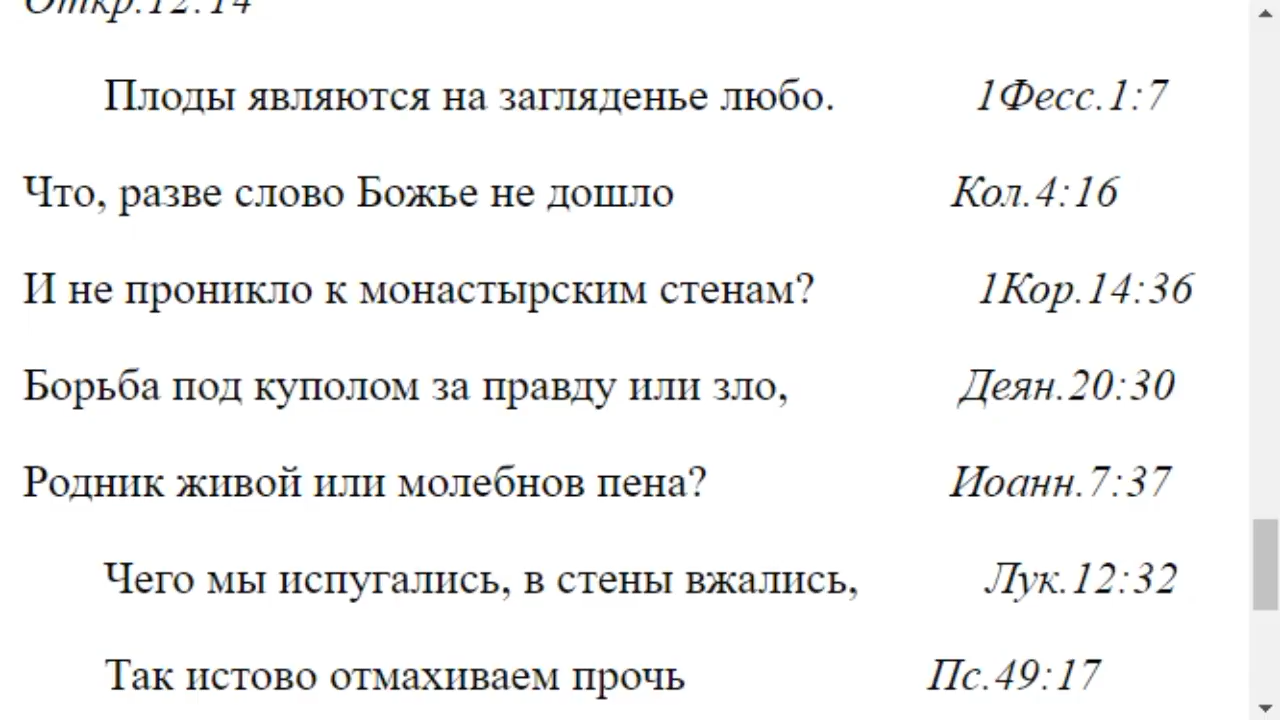 Откр.12:14
Плоды являются на загляденье любо. 1Фесс.1:7
Что, разве слово Божье не дошло Кол.4:16
И не проникло к монастырским стенам? 1Кор.14:36
Борьба под куполом за правду или зло, Деян.20:30
Родник живой или молебнов пена? Иоанн.7:37
Чего мы испугались, в стены вжались, Лук.12:32
Так истово отмахиваем прочь Пс.49:17